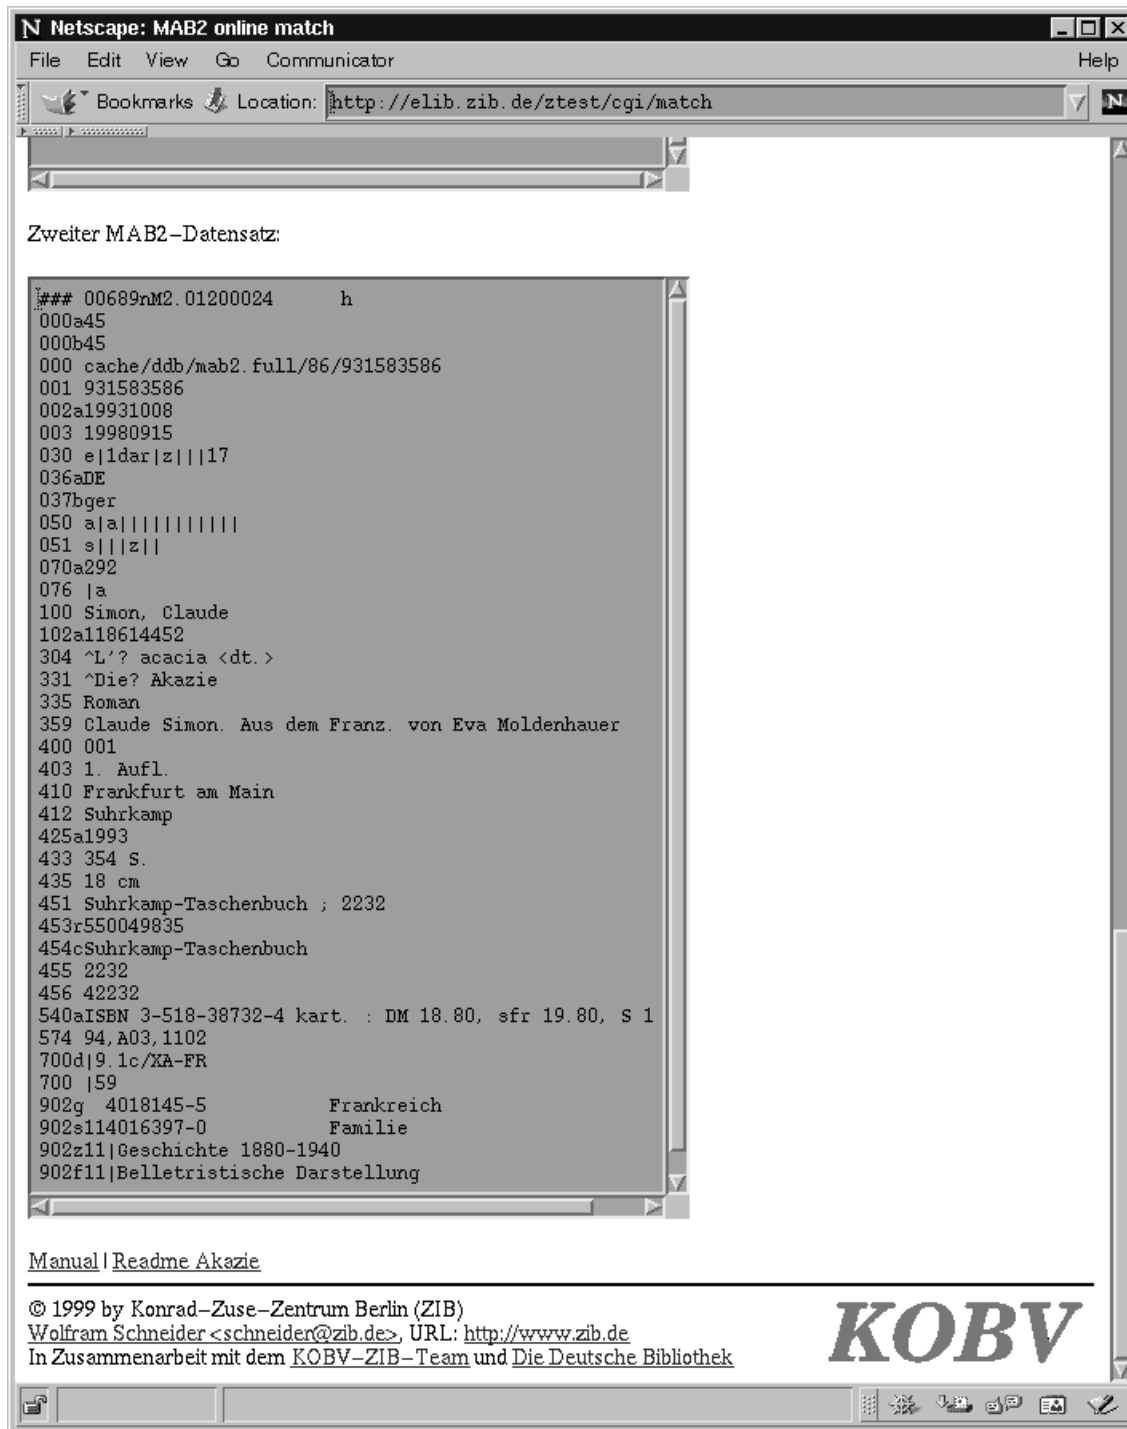 N Netscape: MAB2 online match
File Edit View Go Communicator Help
Bookmarks Location: http://elib.zib.de/ztest/cgi/match N
Zweiter MAB2–Datensatz:
### 00689nM2.01200024      h
000a45
000b45
000 cache/ddb/mab2.full/86/931583586
001 931583586
002a19931008
003 19980915
030 e|1dar|z|||17
036aDE
037bger
050 a|a|||||||||||
051 s|||z||
070a292
076 |a
100 Simon, Claude
102a118614452
304 ^L'? acacia <dt.>
331 ^Die? Akazie
335 Roman
359 Claude Simon. Aus dem Franz. von Eva Moldenhauer
400 001
403 1. Aufl.
410 Frankfurt am Main
412 Suhrkamp
425a1993
433 354 S.
435 18 cm
451 Suhrkamp-Taschenbuch ; 2232
453r550049835
454cSuhrkamp-Taschenbuch
455 2232
456 42232
540aISBN 3-518-38732-4 kart. : DM 18.80, sfr 19.80, S 1
574 94,A03,1102
700d|9.1c/XA-FR
700 |59
902g  4018145-5           Frankreich
902s114016397-0           Familie
902z11|Geschichte 1880-1940
902f11|Belletristische Darstellung
Manual | Readme Akazie
© 1999 by Konrad–Zuse–Zentrum Berlin (ZIB)
Wolfram Schneider <schneider@zib.de>, URL: http://www.zib.de
In Zusammenarbeit mit dem KOBV–ZIB–Team und Die Deutsche Bibliothek
KOBV